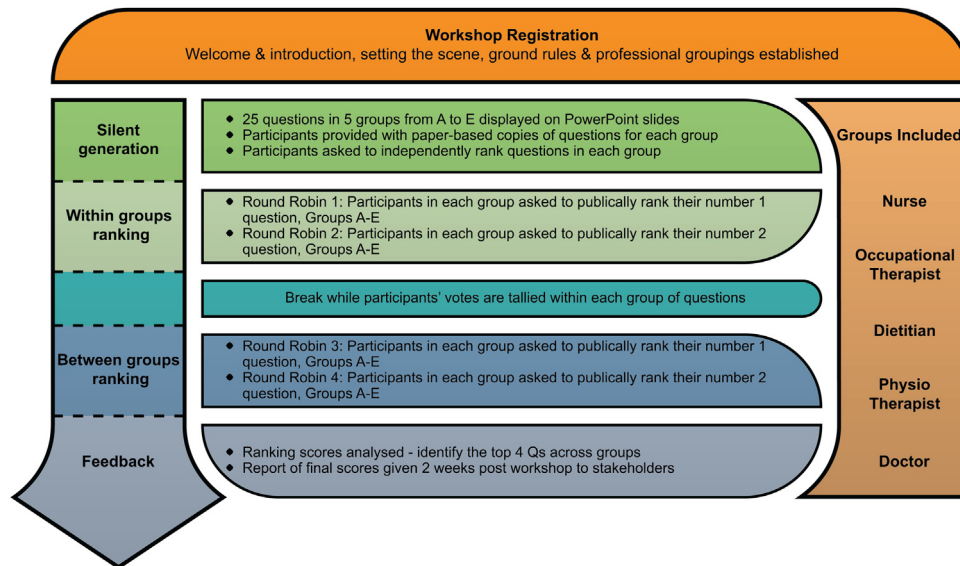 Workshop Registration
Welcome & introduction, setting the scene, ground rules & professional groupings established
Silent
generation
• 25 questions in 5 groups from A to E displayed on PowerPoint slides
• Participants provided with paper-based copies of questions for each group
• Participants asked to independently rank questions in each group
Within groups
ranking
• Round Robin 1: Participants in each group asked to publically rank their number 1
question, Groups A-E
• Round Robin 2: Participants in each group asked to publically rank their number 2
question, Groups A-E
Break while participants' votes are tallied within each group of questions
Between groups
ranking
• Round Robin 3: Participants in each group asked to publically rank their number 1
question, Groups A-E
• Round Robin 4: Participants in each group asked to publically rank their number 2
question, Groups A-E
Feedback
• Ranking scores analysed - identify the top 4 Qs across groups
• Report of final scores given 2 weeks post workshop to stakeholders
Groups Included
Nurse
Occupational
Therapist
Dietitian
Physio
Therapist
Doctor